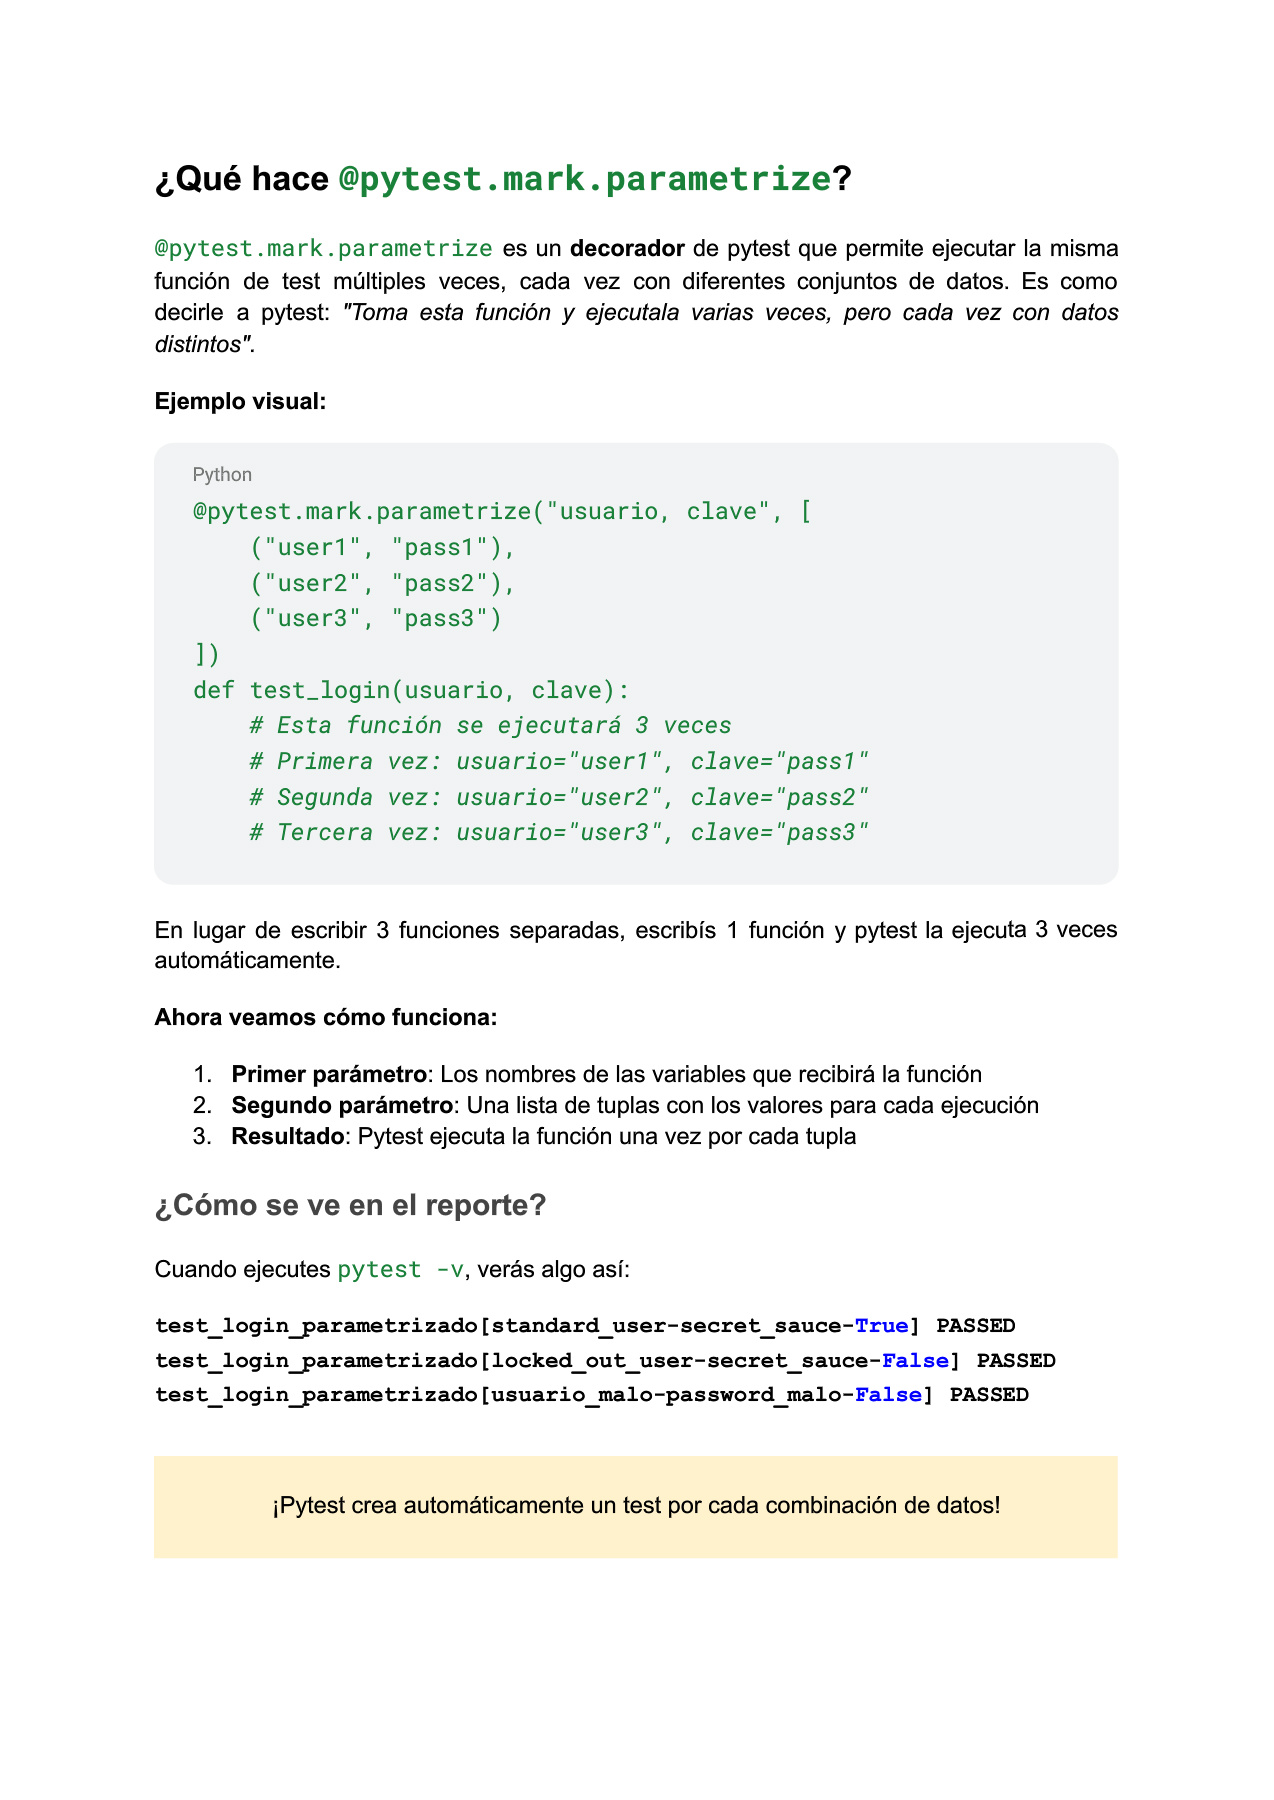 ¿Qué hace @pytest.mark.parametrize?
@pytest.mark.parametrize es un decorador de pytest que permite ejecutar la misma
función de test múltiples veces, cada vez con diferentes conjuntos de datos. Es como
decirle a pytest: "Toma esta función y ejecutala varias veces, pero cada vez con datos
distintos".
Ejemplo visual:
Python
@pytest.mark.parametrize("usuario, clave", [
    ("user1", "pass1"),
    ("user2", "pass2"),
    ("user3", "pass3")
])
def test_login(usuario, clave):
    # Esta función se ejecutará 3 veces
    # Primera vez: usuario="user1", clave="pass1"
    # Segunda vez: usuario="user2", clave="pass2"
    # Tercera vez: usuario="user3", clave="pass3"
En lugar de escribir 3 funciones separadas, escribís 1 función y pytest la ejecuta 3 veces
automáticamente.
Ahora veamos cómo funciona:
1. Primer parámetro: Los nombres de las variables que recibirá la función
2. Segundo parámetro: Una lista de tuplas con los valores para cada ejecución
3. Resultado: Pytest ejecuta la función una vez por cada tupla
¿Cómo se ve en el reporte?
Cuando ejecutes pytest -v, verás algo así:
test_login_parametrizado[standard_user-secret_sauce-True] PASSED
test_login_parametrizado[locked_out_user-secret_sauce-False] PASSED
test_login_parametrizado[usuario_malo-password_malo-False] PASSED
¡Pytest crea automáticamente un test por cada combinación de datos!